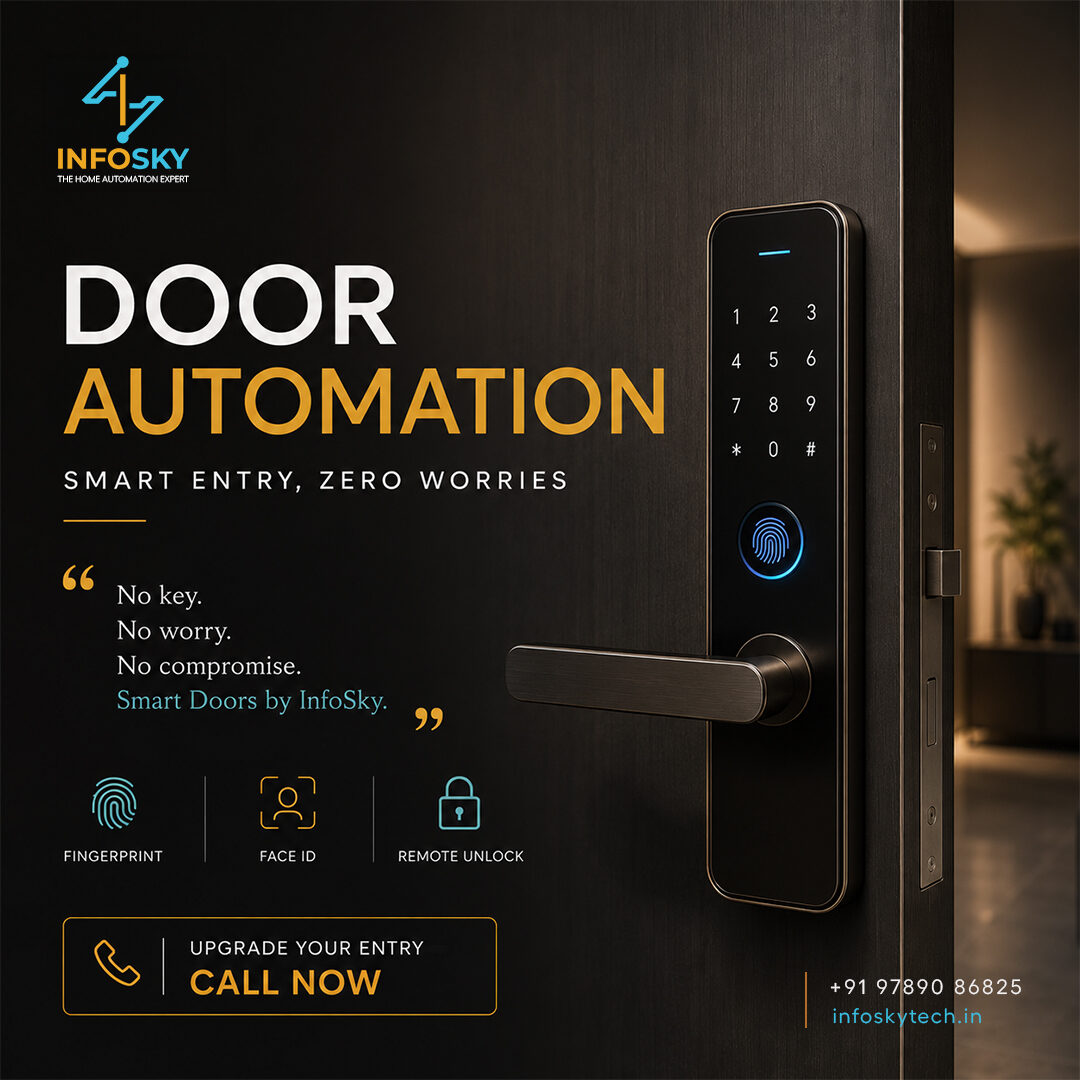 INFOSKY
THE HOME AUTOMATION EXPERT
DOOR
AUTOMATION
SMART ENTRY, ZERO WORRIES
“
No key.
No worry.
No compromise.
Smart Doors by InfoSky.
”
FINGERPRINT
FACE ID
REMOTE UNLOCK
UPGRADE YOUR ENTRY
CALL NOW
1 2 3
4 5 6
7 8 9
* 0 #
+91 97890 86825
infoskytech.in